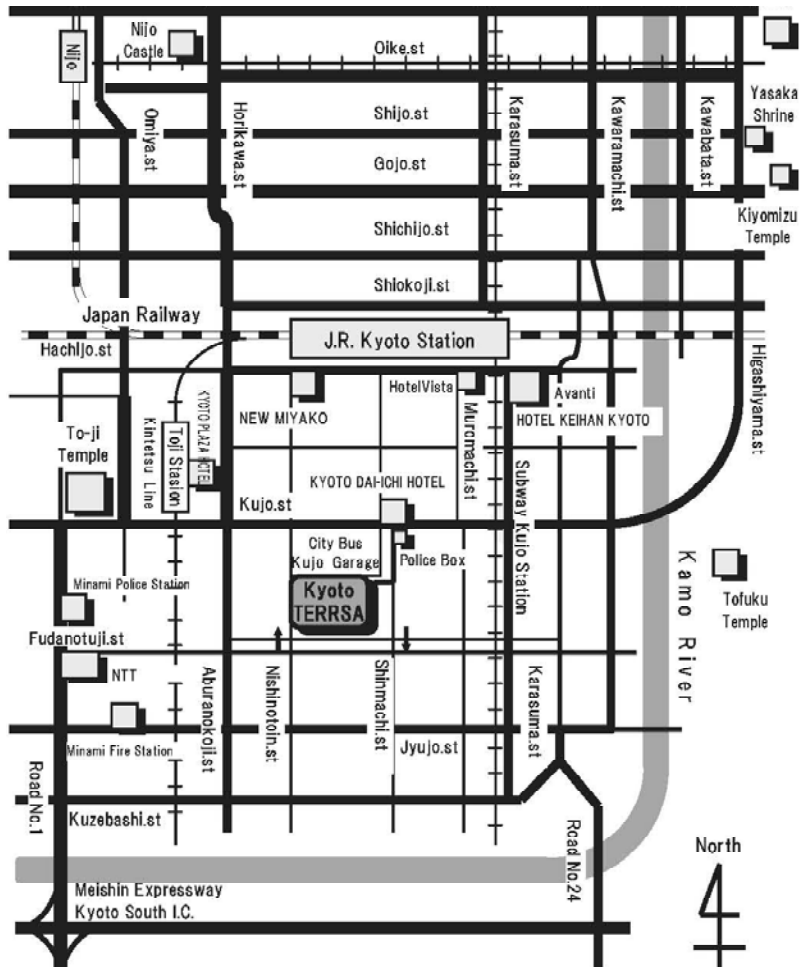 Nijo
Castle
Nijo
Oike.st
Yasaka
Shrine
Omiya.st
Horikawa.st
Shijo.st
Karasuma.st
Kawaramachi.st
Kawabata.st
Gojo.st
Kiyomizu
Temple
Shichijo.st
Shiokoji.st
Japan Railway
J.R. Kyoto Station
Hachijo.st
Higashiyama.st
HotelVista
Avanti
NEW MIYAKO
HOTEL KEIHAN KYOTO
KYOTO PLAZA HOTEL
Muromachi.st
To-ji
Temple
Kintetsu Line
Toji Stasion
KYOTO DAI-ICHI HOTEL
Subway Kujo Station
Kujo.st
City Bus
Kujo Garage
Police Box
Kamo River
Minami Police Station
Kyoto
TERRSA
Tofuku
Temple
Fudanotuji.st
NTT
Aburanokoji.st
Nishinotoin.st
Shinmachi.st
Karasuma.st
Minami Fire Station
Jyujo.st
Road No.1
Kuzebashi.st
Road No.24
North
Meishin Expressway
Kyoto South I.C.